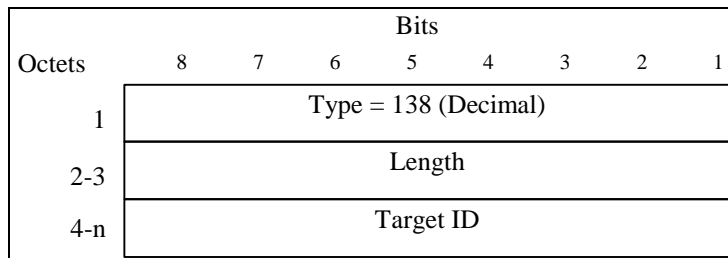 Bits
Octets 8 7 6 5 4 3 2 1
1 Type = 138 (Decimal)
2-3 Length
4-n Target ID